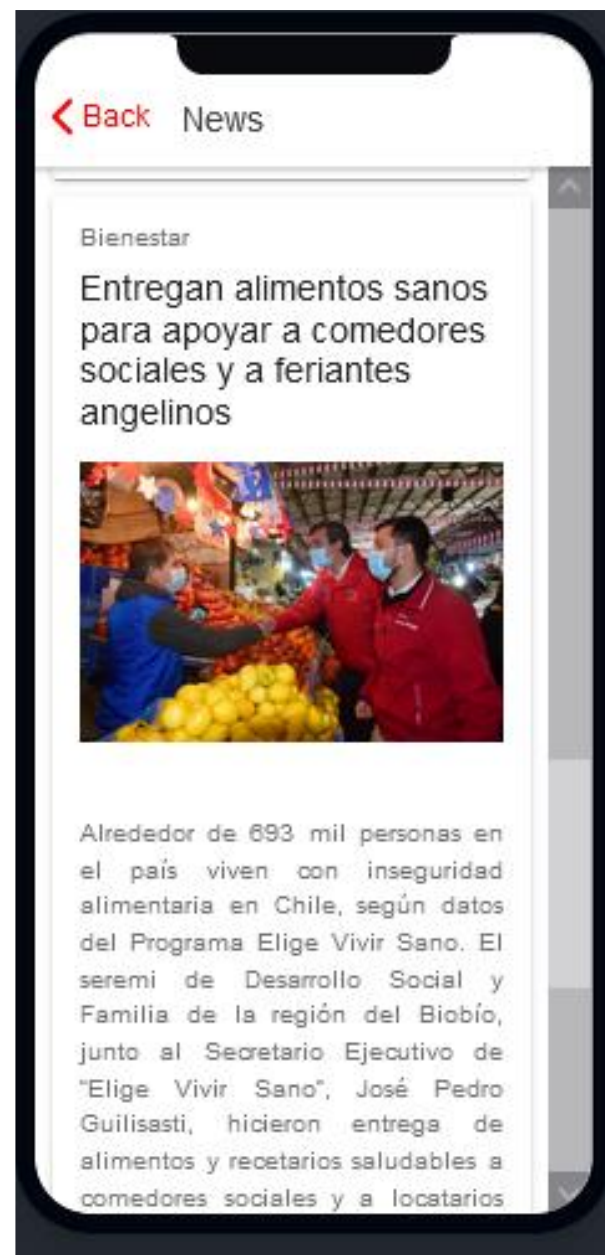 Back News
Bienestar
Entregan alimentos sanos
para apoyar a comedores
sociales y a feriantes
angelinos
Alrededor de 693 mil personas en
el país viven con inseguridad
alimentaria en Chile, según datos
del Programa Elige Vivir Sano. El
seremi de Desarrollo Social y
Familia de la región del Biobío,
junto al Secretario Ejecutivo de
"Elige Vivir Sano", José Pedro
Guilisasti, hicieron entrega de
alimentos y recetarios saludables a
comedores sociales y a locatarios